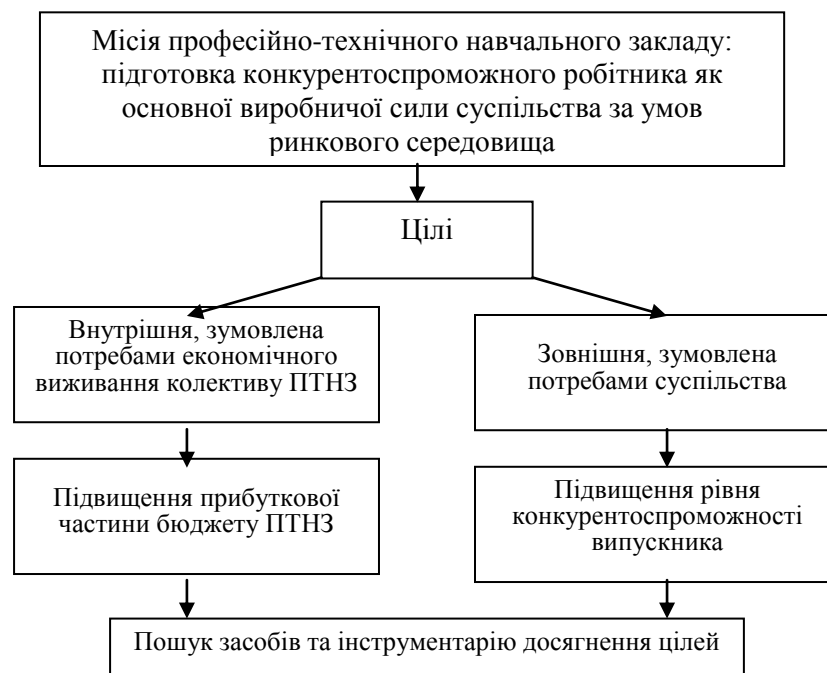 Місія професійно-технічного навчального закладу:
підготовка конкурентоспроможного робітника як
основної виробничої сили суспільства за умов
ринкового середовища
Цілі
Внутрішня, зумовлена
потребами економічного
виживання колективу ПТНЗ
Зовнішня, зумовлена
потребами суспільства
Підвищення прибуткової
частини бюджету ПТНЗ
Підвищення рівня
конкурентоспроможності
випускника
Пошук засобів та інструментарію досягнення цілей